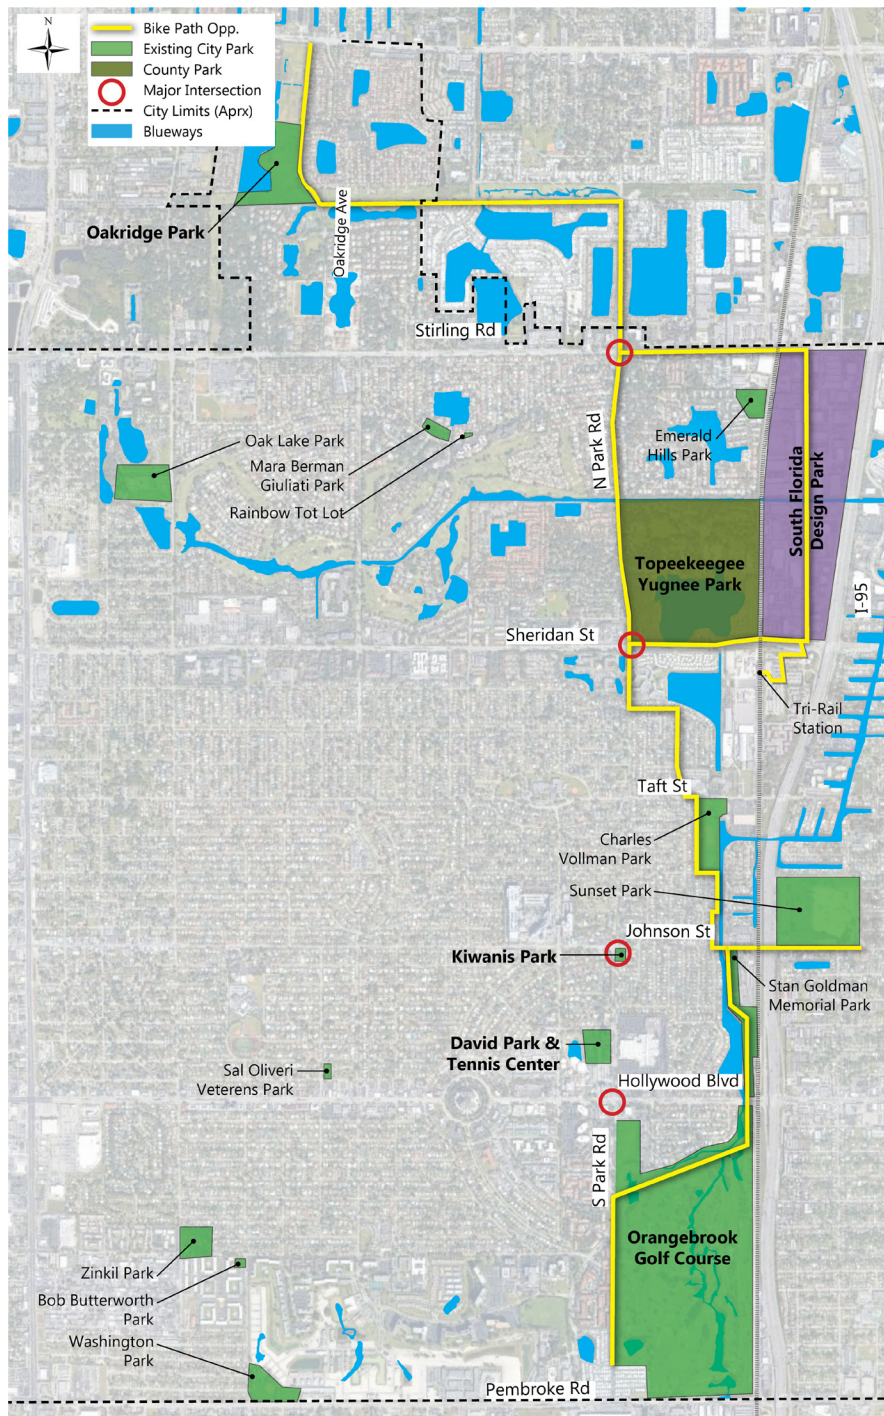 N
Bike Path Opp.
Existing City Park
County Park
Major Intersection
City Limits (Aprx)
Blueways
Oakridge Park
Oakridge Ave
Stirling Rd
N Park Rd
Emerald
Hills Park
Oak Lake Park
Mara Berman
Giuliati Park
Rainbow Tot Lot
South Florida
Design Park
Topeekeegee
Yugnee Park
I-95
Sheridan St
Tri-Rail
Station
Taft St
Charles
Vollman Park
Sunset Park
Johnson St
Kiwanis Park
Stan Goldman
Memorial Park
David Park &
Tennis Center
Sal Oliveri
Veterens Park
Hollywood Blvd
S Park Rd
Orangebrook
Golf Course
Zinkil Park
Bob Butterworth
Park
Washington
Park
Pembroke Rd